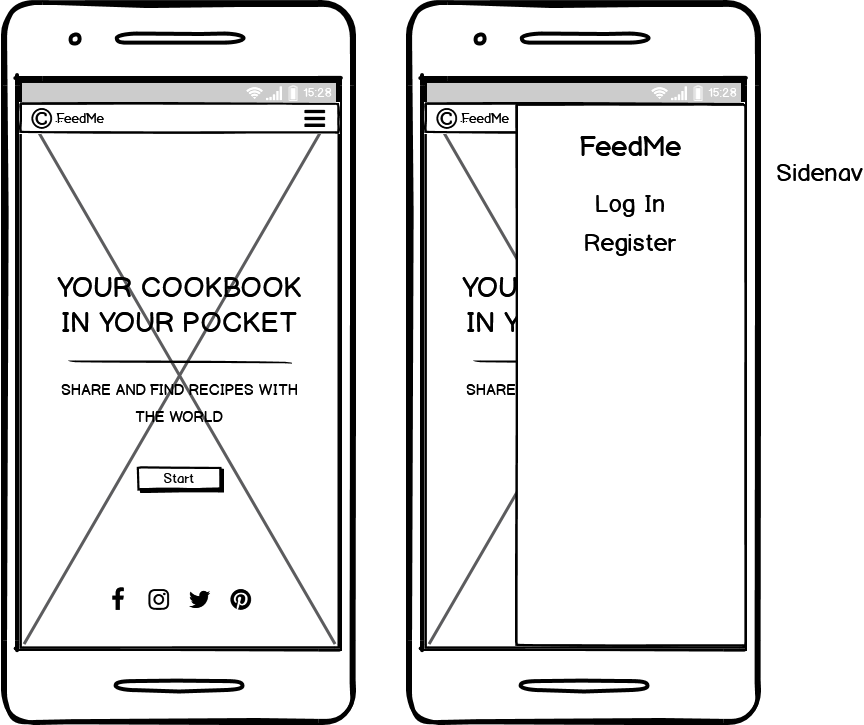 15:28
© FeedMe
YOUR COOKBOOK
IN YOUR POCKET
SHARE AND FIND RECIPES WITH
THE WORLD
Start
15:28
© FeedMe
FeedMe
Log In
Register
YOU
IN Y
SHARE
Sidenav